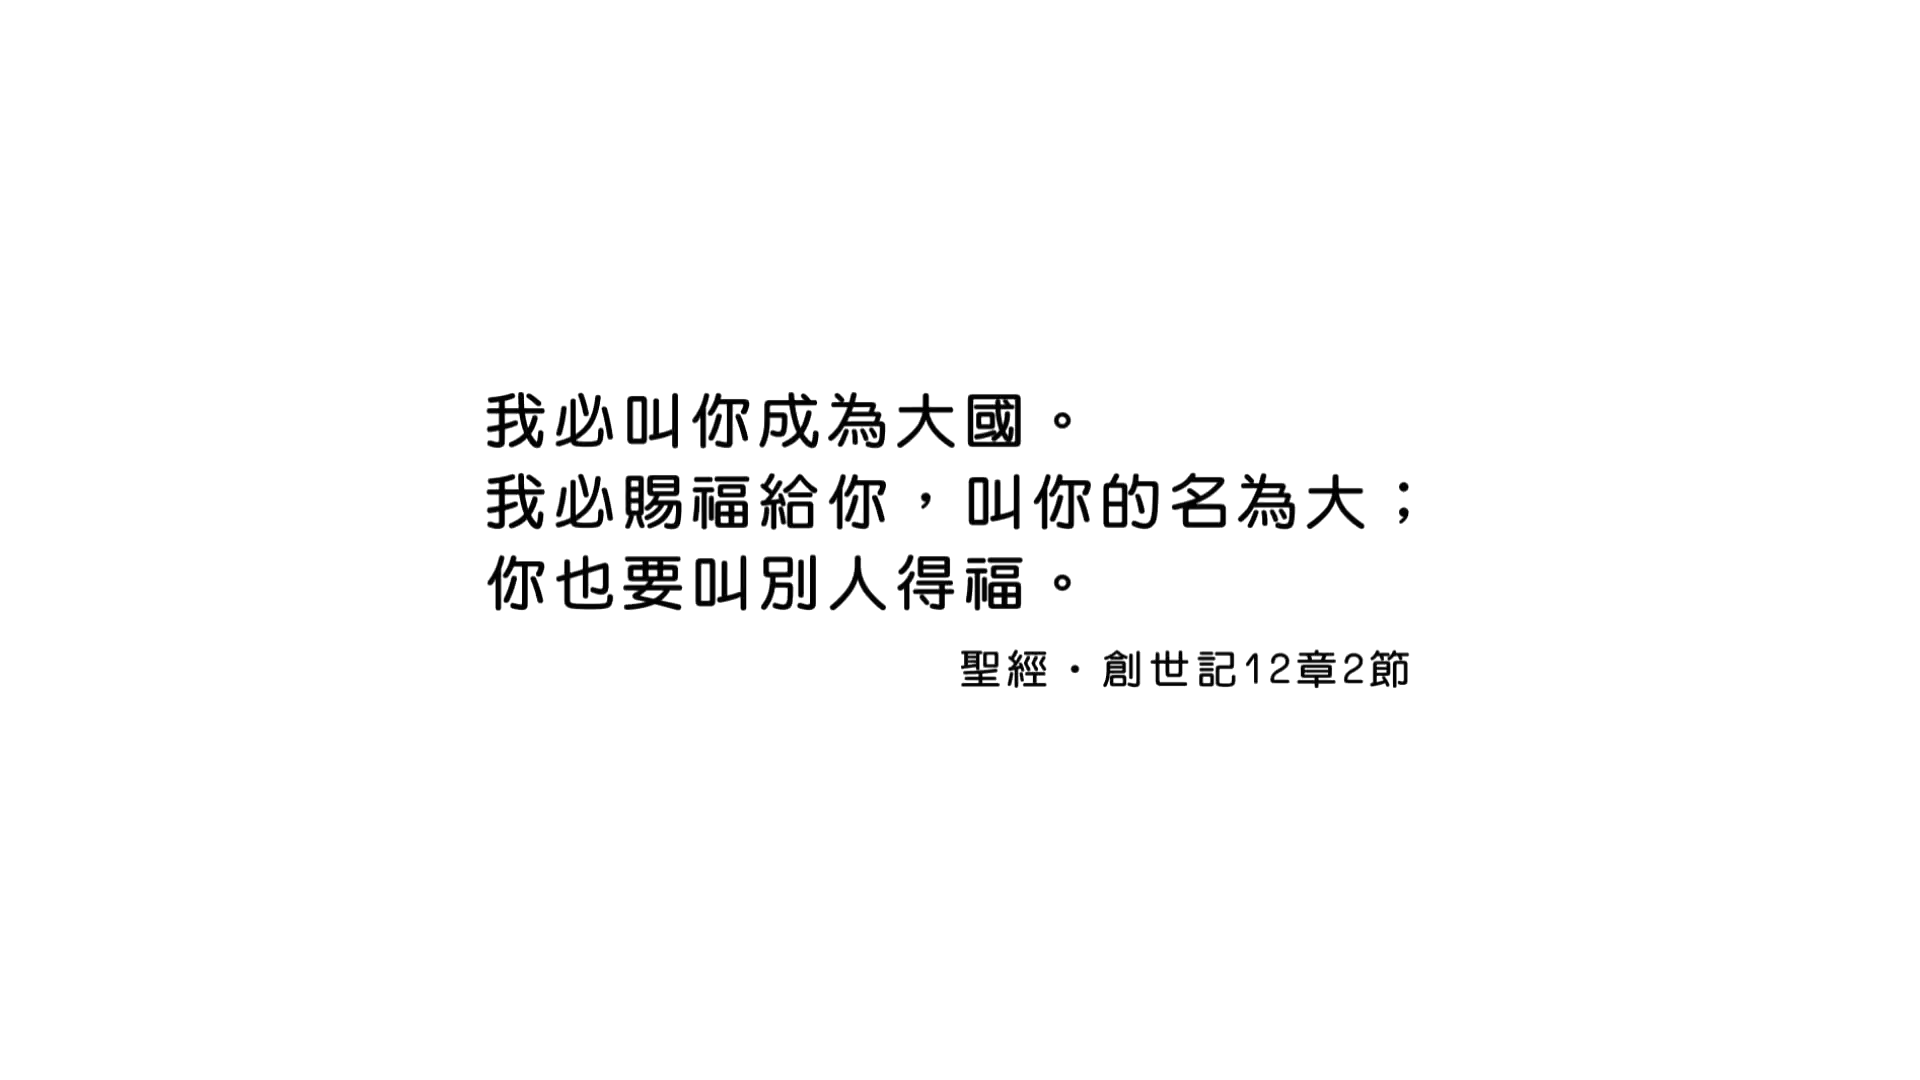 我必叫你成為大國。
我必賜福給你，叫你的名為大；
你也要叫別人得福。
聖經・創世記12章2節